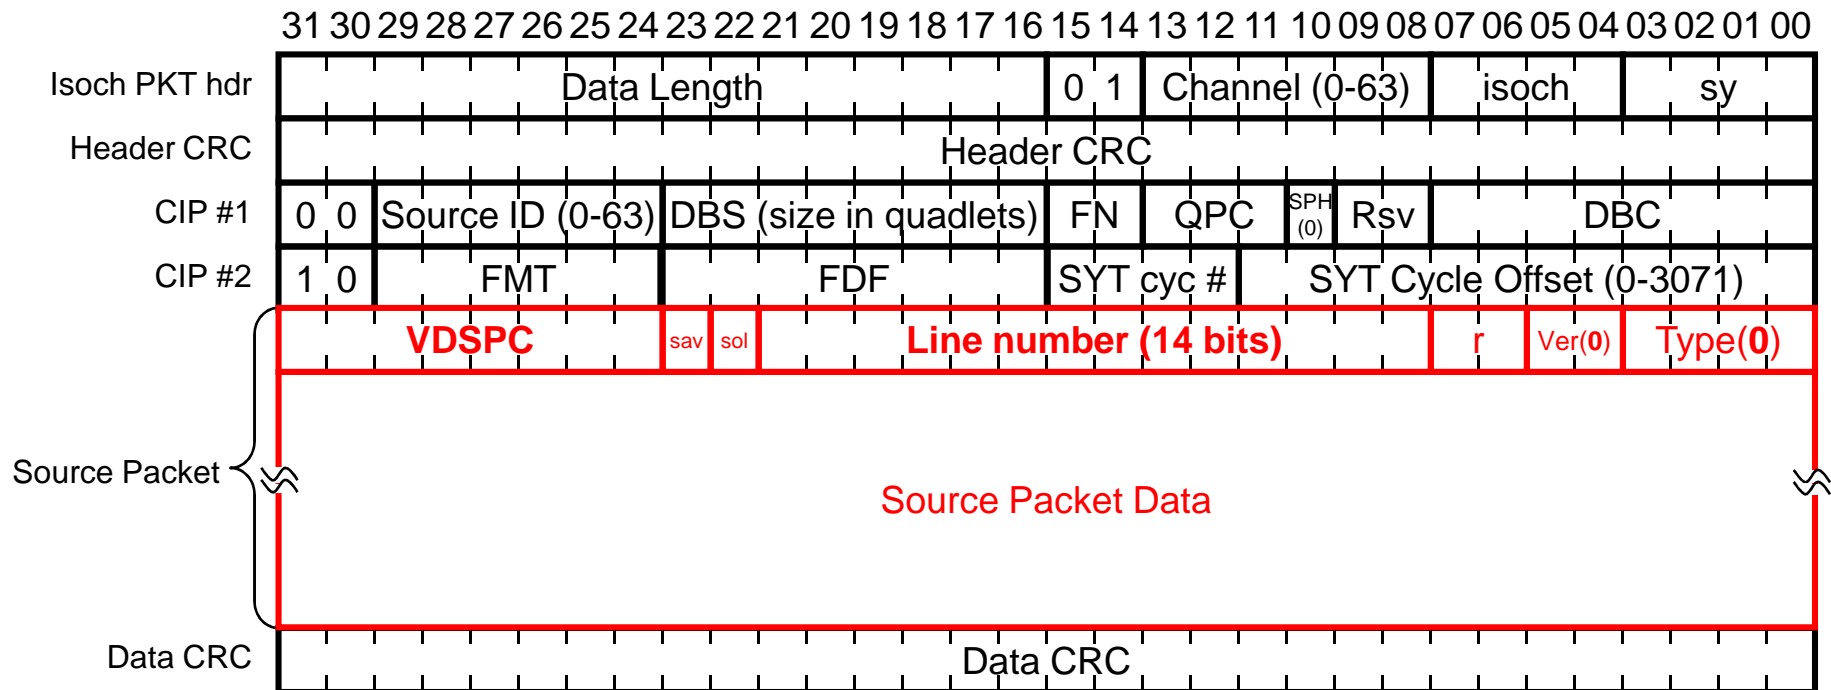 31 30 29 28 27 26 25 24 23 22 21 20 19 18 17 16 15 14 13 12 11 10 09 08 07 06 05 04 03 02 01 00
Isoch PKT hdr Data Length 0 1 Channel (0-63) isoch sy
Header CRC Header CRC
CIP #1 0 0 Source ID (0-63) DBS (size in quadlets) FN QPC SPH (0) Rsv DBC
CIP #2 1 0 FMT FDF SYT cyc # SYT Cycle Offset (0-3071)
VDSPC sav sol Line number (14 bits) r Ver(0) Type(0)
Source Packet Source Packet Data
Data CRC Data CRC